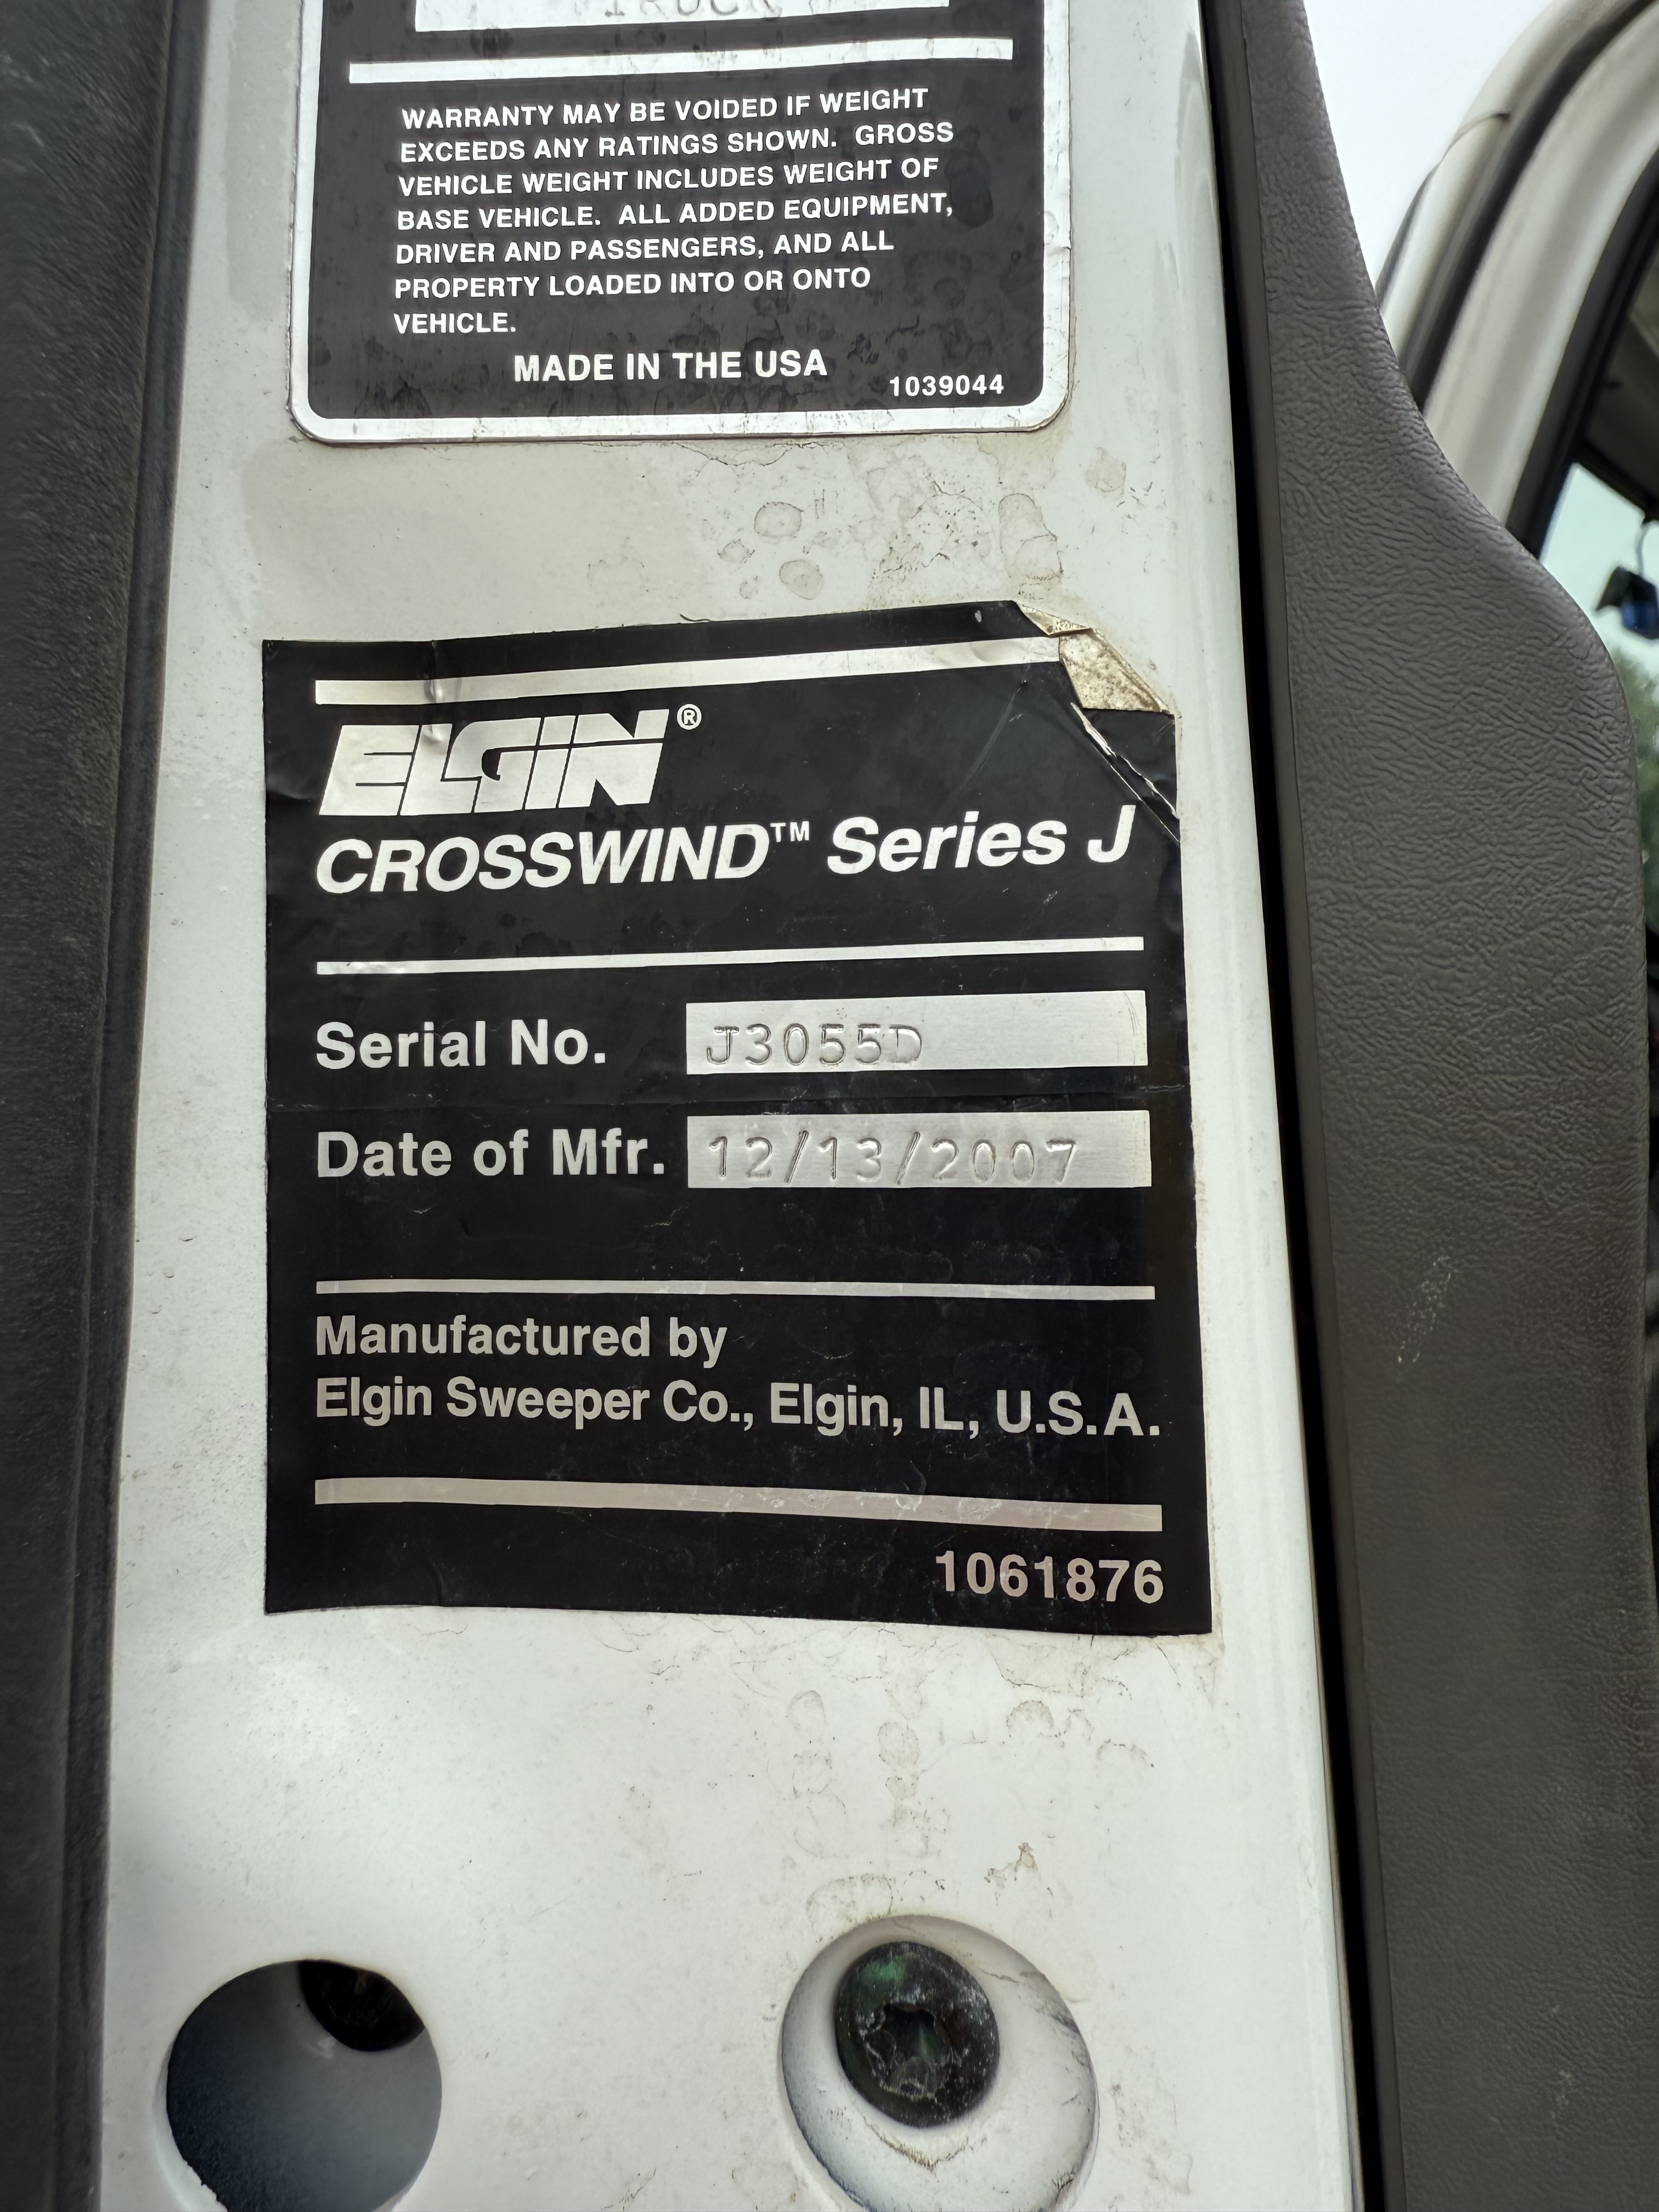 TRUCK
WARRANTY MAY BE VOIDED IF WEIGHT
EXCEEDS ANY RATINGS SHOWN. GROSS
VEHICLE WEIGHT INCLUDES WEIGHT OF
BASE VEHICLE. ALL ADDED EQUIPMENT,
DRIVER AND PASSENGERS, AND ALL
PROPERTY LOADED INTO OR ONTO
VEHICLE.
MADE IN THE USA
1039044
ELGIN®
CROSSWIND™ Series J
Serial No. J3055D
Date of Mfr. 12/13/2007
Manufactured by
Elgin Sweeper Co., Elgin, IL, U.S.A.
1061876